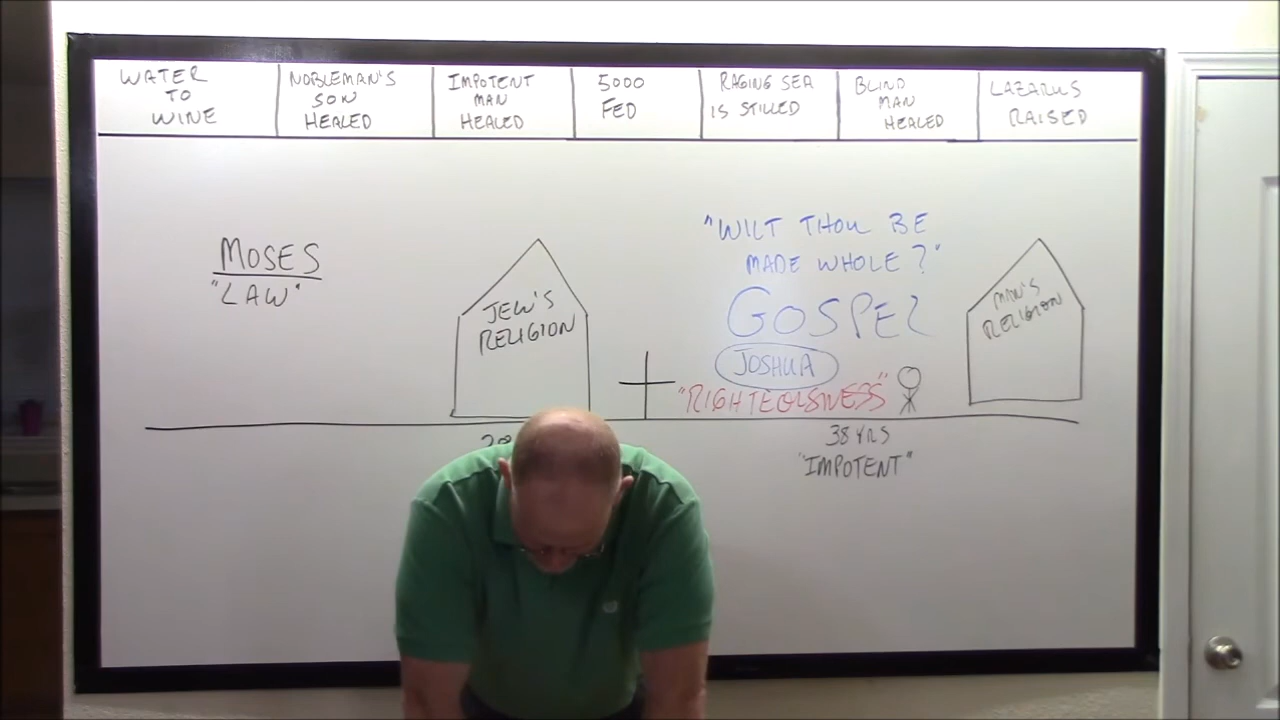 WATER
TO
WINE
NOBLEMAN'S
SON
HEALED
IMPOTENT
MAN
HEALED
5000
FED
RAGING SEA
IS STILLED
BLIND
MAN
HEALED
LAZARUS
RAISED
MOSES
"LAW"
JEW'S
RELIGION
"WILT THOU BE
MADE WHOLE?"
GOSPEL
JOSHUA
"RIGHTEOUSNESS"
MAN'S
RELIGION
38 YRS
"IMPOTENT"